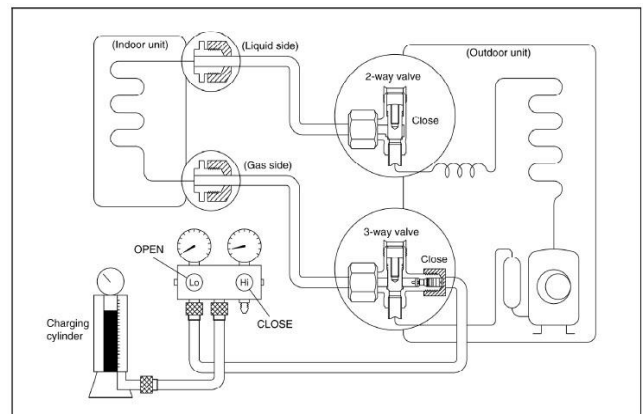 (Indoor unit)
(Liquid side)
(Outdoor unit)
2-way valve
Close
(Gas side)
3-way valve
Close
OPEN
Lo
Hi
CLOSE
Charging
cylinder